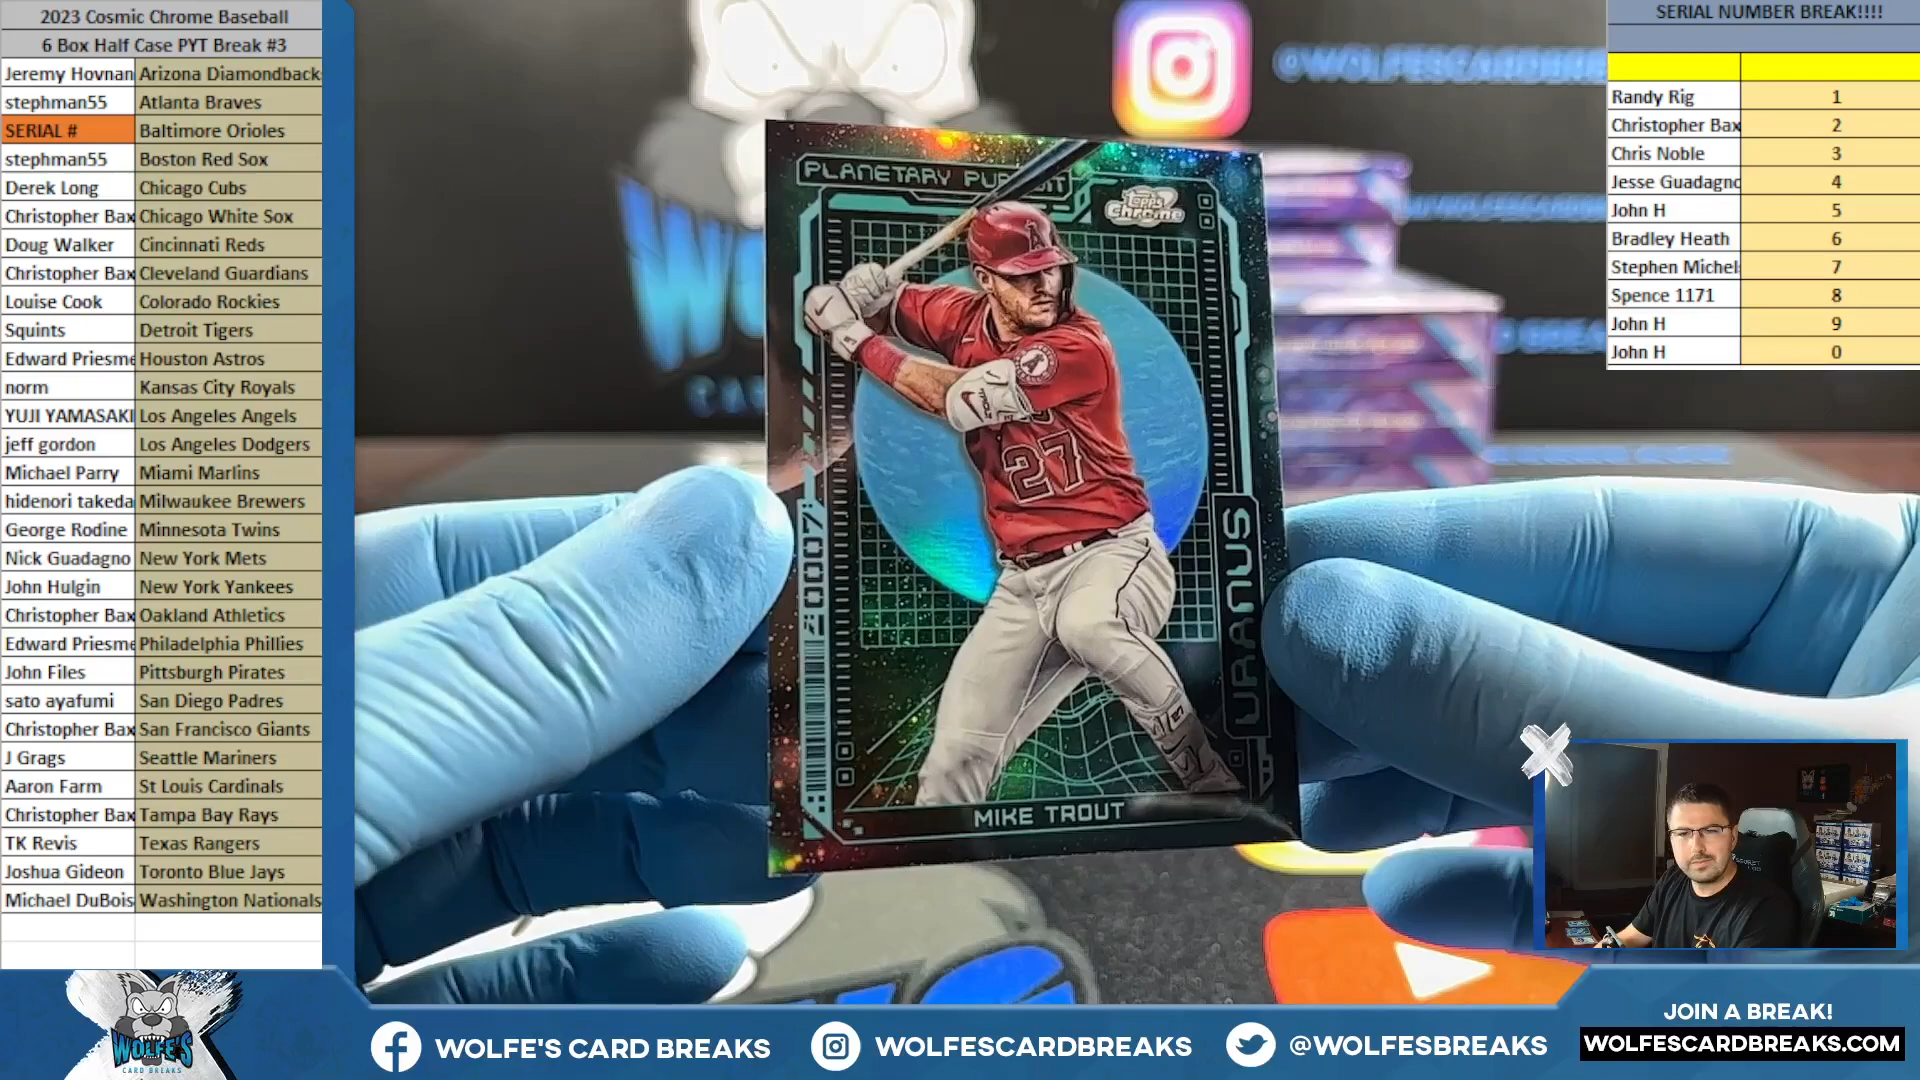 2023 Cosmic Chrome Baseball
6 Box Half Case PYT Break #3
Jeremy Hovnan Arizona Diamondback
stephman55 Atlanta Braves
SERIAL # Baltimore Orioles
stephman55 Boston Red Sox
Derek Long Chicago Cubs
Christopher Bax Chicago White Sox
Doug Walker Cincinnati Reds
Christopher Bax Cleveland Guardians
Louise Cook Colorado Rockies
Squints Detroit Tigers
Edward Priesme Houston Astros
norm Kansas City Royals
YUJI YAMASAKI Los Angeles Angels
jeff gordon Los Angeles Dodgers
Michael Parry Miami Marlins
hidenori takeda Milwaukee Brewers
George Rodine Minnesota Twins
Nick Guadagno New York Mets
John Hulgin New York Yankees
Christopher Bax Oakland Athletics
Edward Priesme Philadelphia Phillies
John Files Pittsburgh Pirates
sato ayafumi San Diego Padres
Christopher Bax San Francisco Giants
J Grags Seattle Mariners
Aaron Farm St Louis Cardinals
Christopher Bax Tampa Bay Rays
TK Revis Texas Rangers
Joshua Gideon Toronto Blue Jays
Michael DuBois Washington Nationals
PLANETARY PURSUIT
Topps
Chrome
A
A
TROUT
27
20007
URANUS
MIKE TROUT
SERIAL NUMBER BREAK!!!!
Randy Rig 1
Christopher Bax 2
Chris Noble 3
Jesse Guadagno 4
John H 5
Bradley Heath 6
Stephen Michel 7
Spence 1171 8
John H 9
John H 0
WOLFE'S
CARD BREAKS
WOLFE'S CARD BREAKS
WOLFESCARDBREAKS
@WOLFESBREAKS
JOIN A BREAK!
WOLFESCARDBREAKS.COM